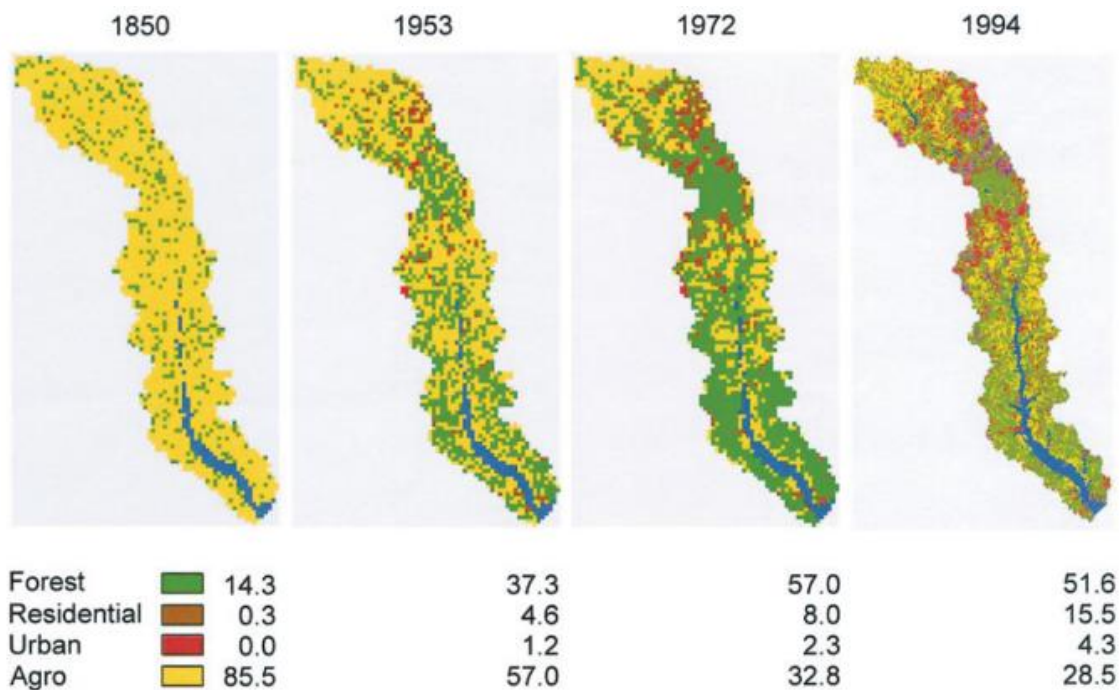 1850 1953 1972 1994
Forest 14.3 37.3 57.0 51.6
Residential 0.3 4.6 8.0 15.5
Urban 0.0 1.2 2.3 4.3
Agro 85.5 57.0 32.8 28.5